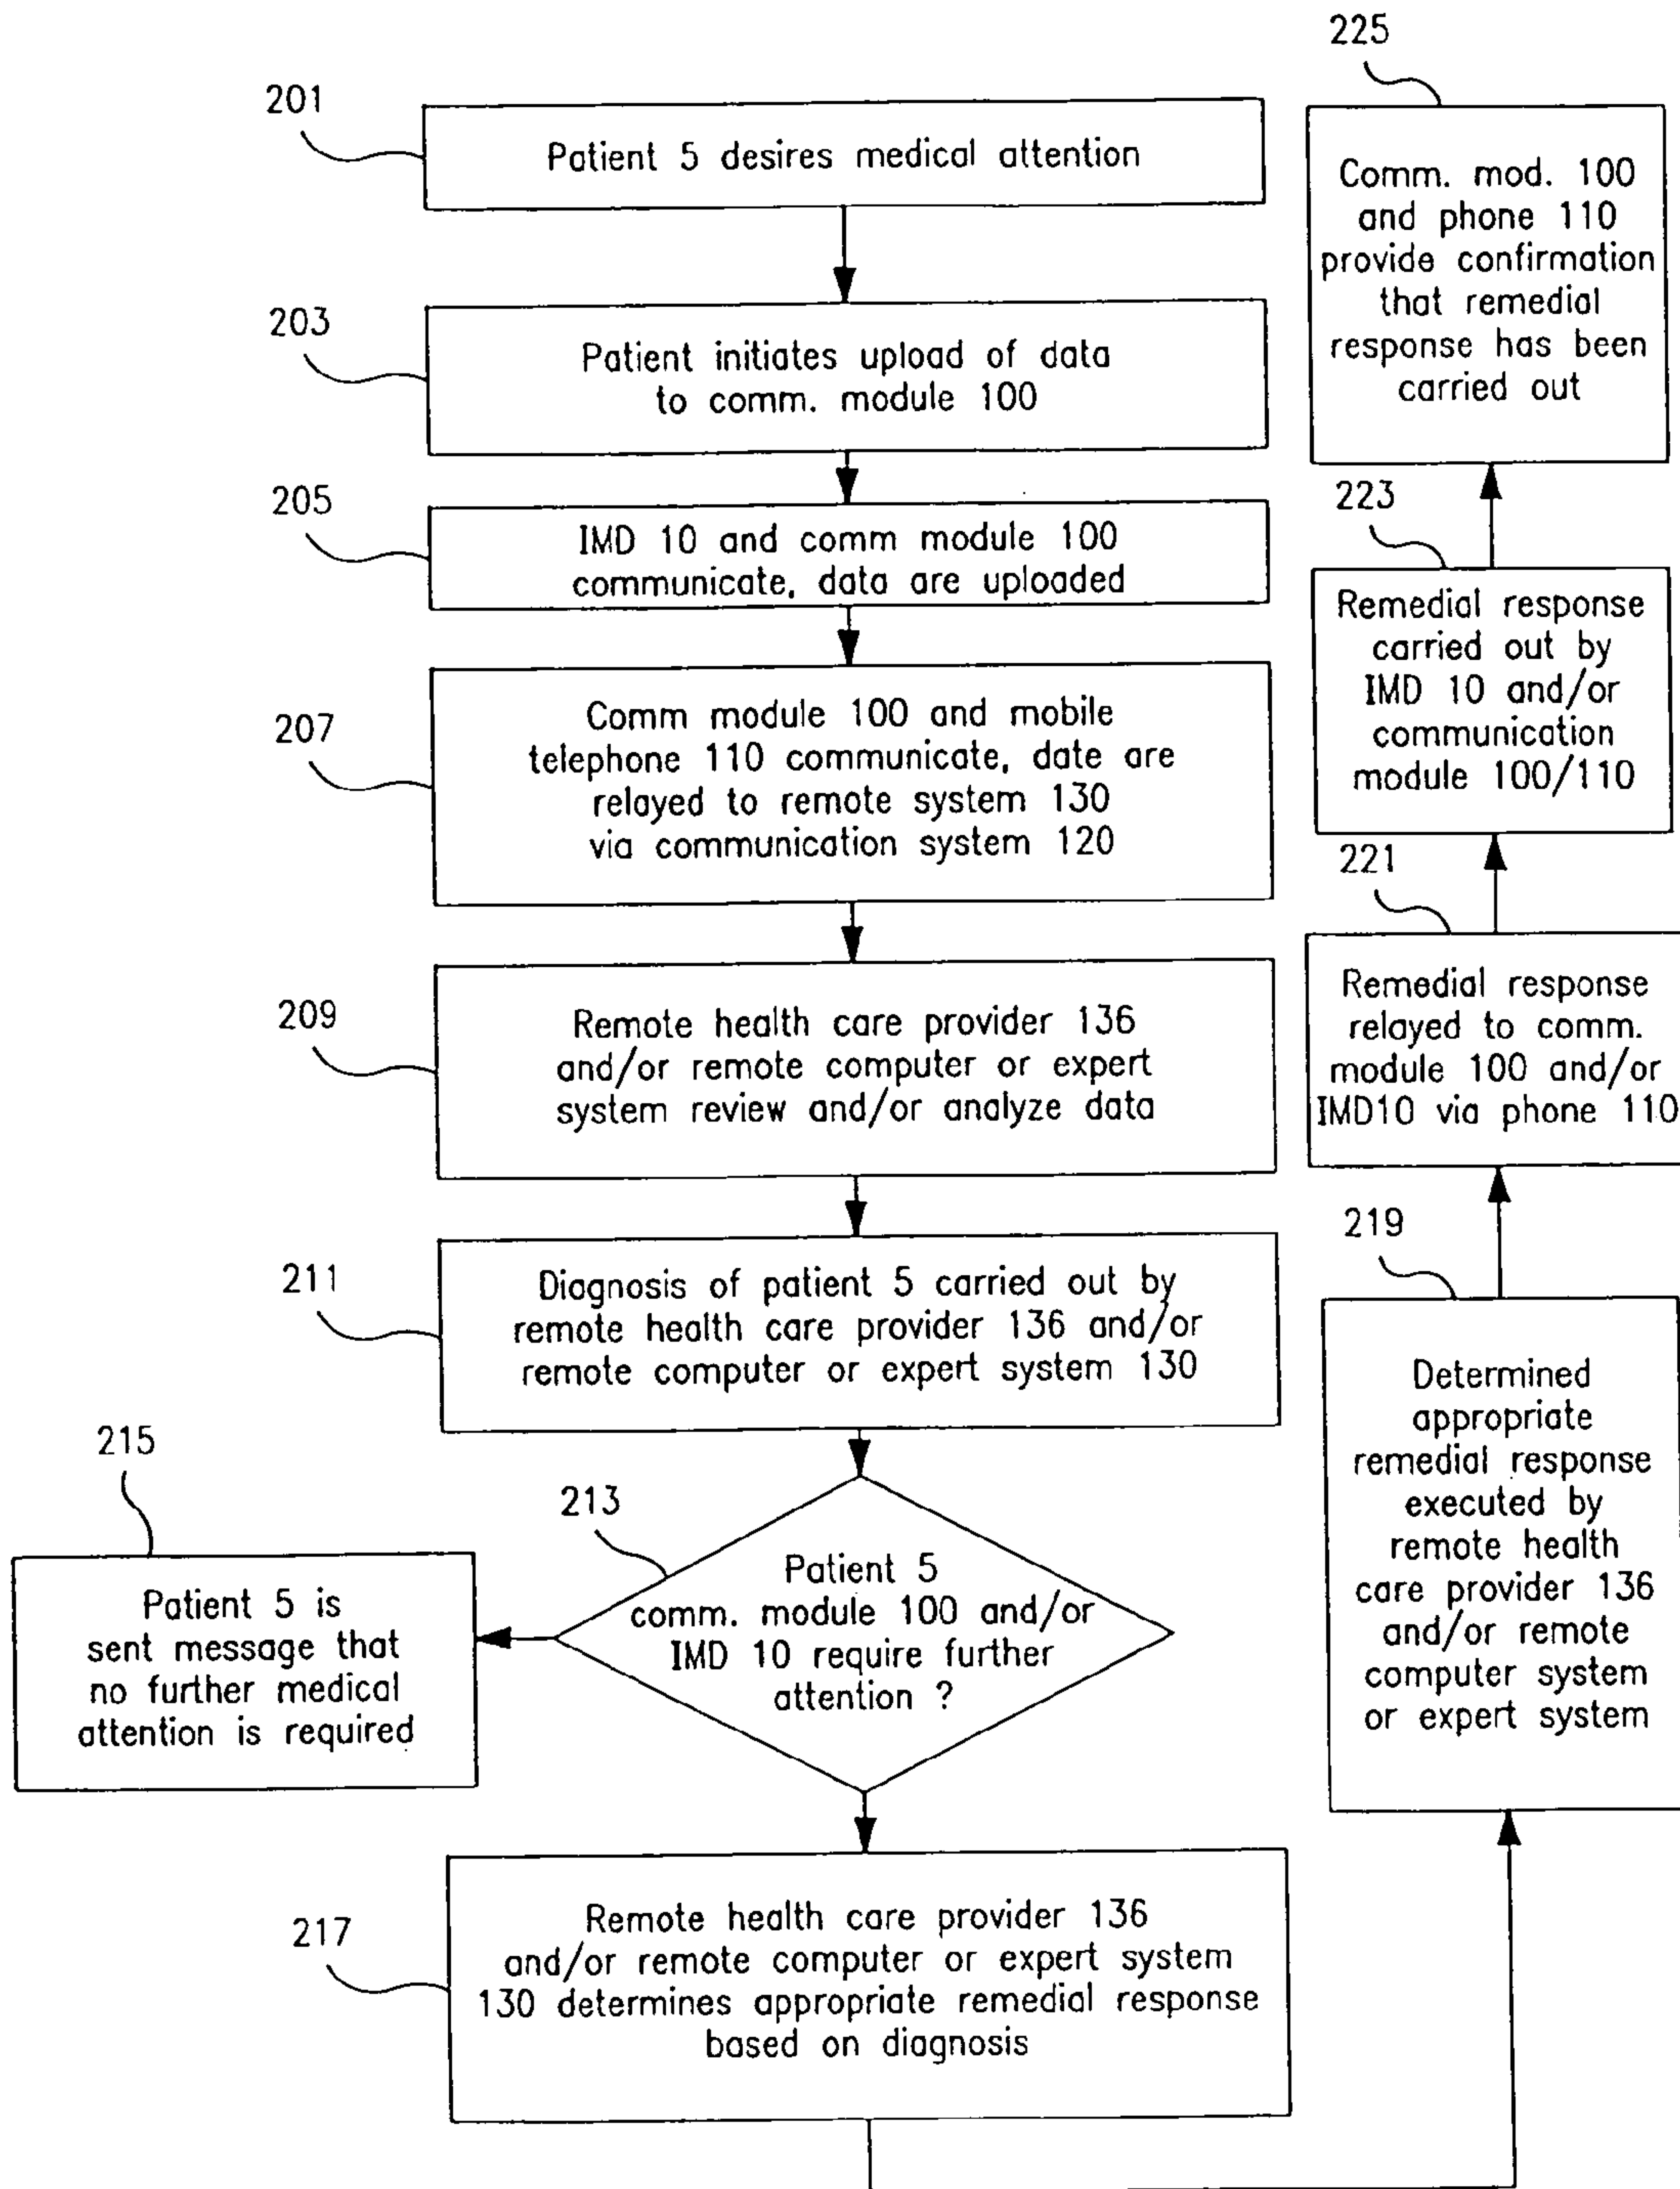 201
Patient 5 desires medical attention
203
Patient initiates upload of data
to comm. module 100
205
IMD 10 and comm module 100
communicate, data are uploaded
207
Comm module 100 and mobile
telephone 110 communicate, date are
relayed to remote system 130
via communication system 120
209
Remote health care provider 136
and/or remote computer or expert
system review and/or analyze data
211
Diagnosis of patient 5 carried out by
remote health care provider 136 and/or
remote computer or expert system 130
213
Patient 5
comm. module 100 and/or
IMD 10 require further
attention ?
215
Patient 5 is
sent message that
no further medical
attention is required
217
Remote health care provider 136
and/or remote computer or expert system
130 determines appropriate remedial response
based on diagnosis
219
Determined
appropriate
remedial response
executed by
remote health
care provider 136
and/or remote
computer system
or expert system
221
Remedial response
relayed to comm.
module 100 and/or
IMD10 via phone 110
223
Remedial response
carried out by
IMD 10 and/or
communication
module 100/110
225
Comm. mod. 100
and phone 110
provide confirmation
that remedial
response has been
carried out